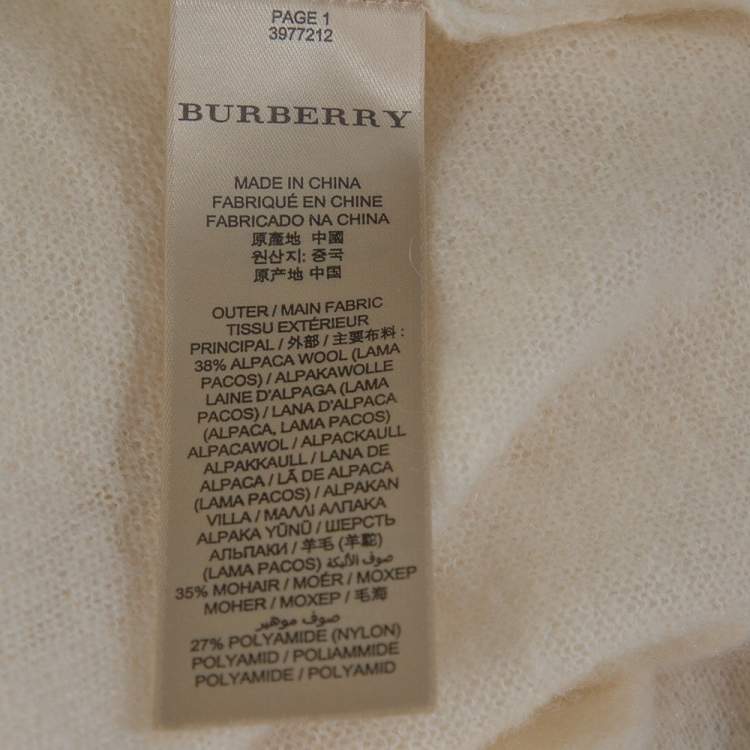 PAGE 1
3977212
BURBERRY
MADE IN CHINA
FABRIQUÉ EN CHINE
FABRICADO NA CHINA
原產地 中國
원산지: 중국
原产地 中国
OUTER / MAIN FABRIC
TISSU EXTÉRIEUR
PRINCIPAL / 外部 / 主要布料 :
38% ALPACA WOOL (LAMA
PACOS) / ALPAKAWOLLE
LAINE D'ALPAGA (LAMA
PACOS) / LANA D'ALPACA
(ALPACA, LAMA PACOS)
ALPACAWOL / ALPACKAULL
ALPAKKAULL / LANA DE
ALPACA / LÃ DE ALPACA
(LAMA PACOS) / ALPAKAN
VILLA / ΜΑΛΛΙ ΑΛΠΑΚΑ
ALPAKA YÜNÜ / ШЕРСТЬ
АЛЬПАКИ / 羊毛 (羊駝)
(LAMA PACOS) صوف الألبكة
35% MOHAIR / MOÉR / MOXEP
MOHER / MOXEP / 毛海
صوف موهير
27% POLYAMIDE (NYLON)
POLYAMID / POLIAMMIDE
POLYAMIDE / POLYAMID